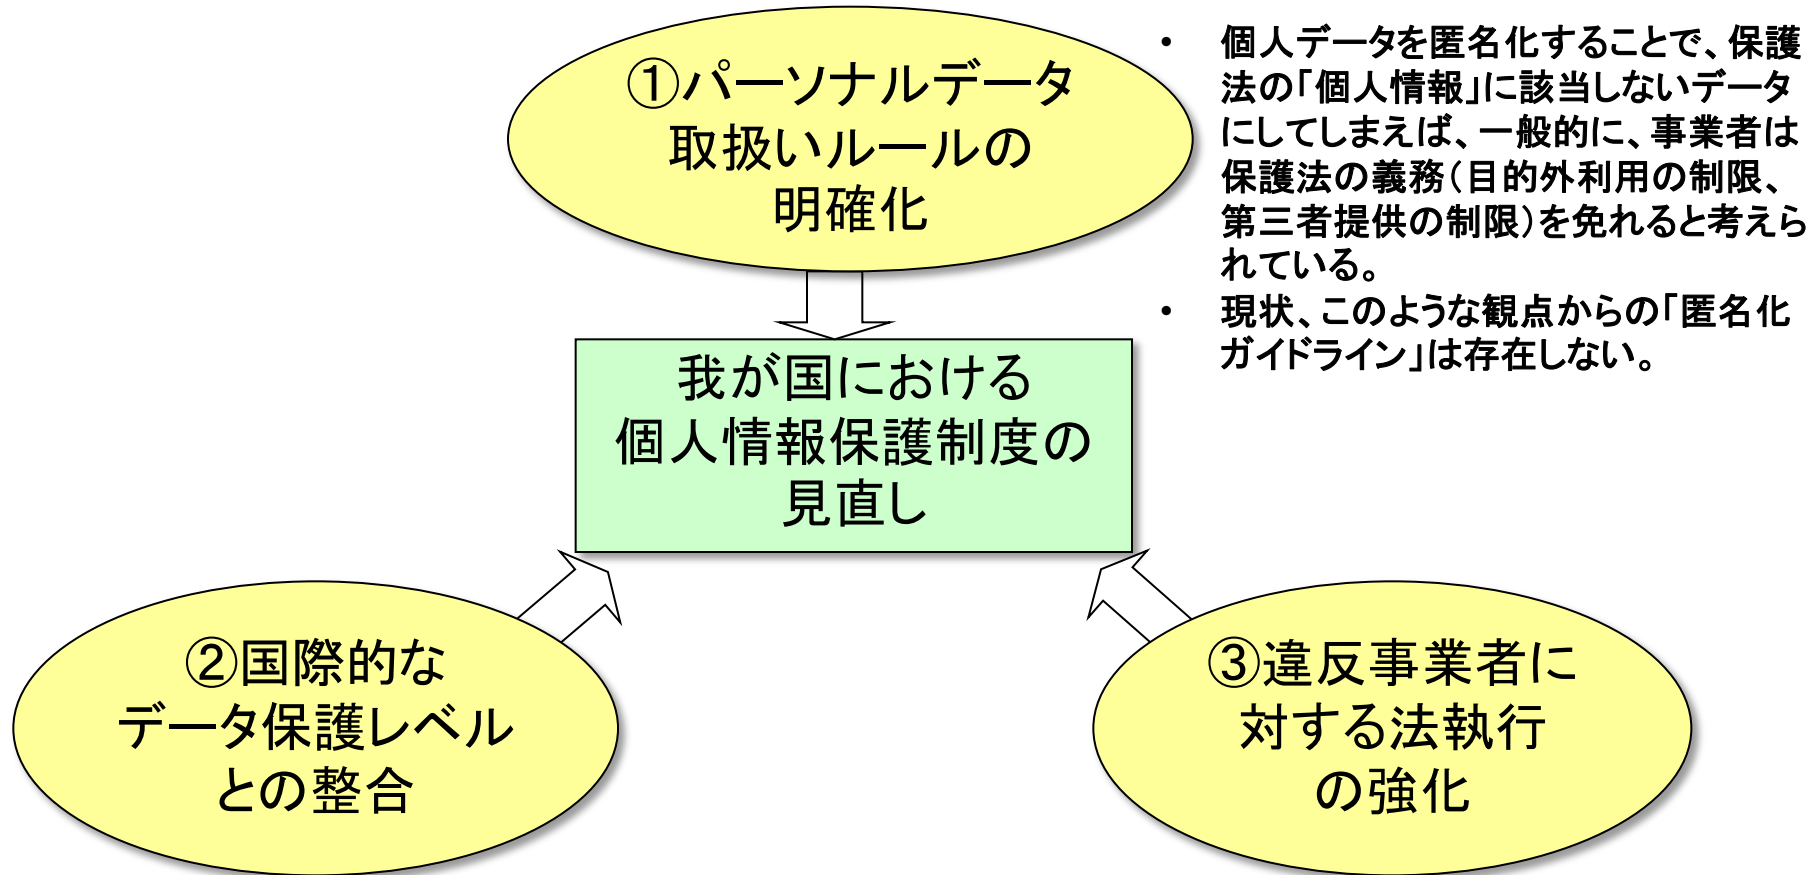 ①パーソナルデータ
取扱いルールの
明確化
• 個人データを匿名化することで、保護
法の「個人情報」に該当しないデータ
にしてしまえば、一般的に、事業者は
保護法の義務(目的外利用の制限、
第三者提供の制限)を免れると考えら
れている。
• 現状、このような観点からの「匿名化
ガイドライン」は存在しない。
我が国における
個人情報保護制度の
見直し
②国際的な
データ保護レベル
との整合
③違反事業者に
対する法執行
の強化